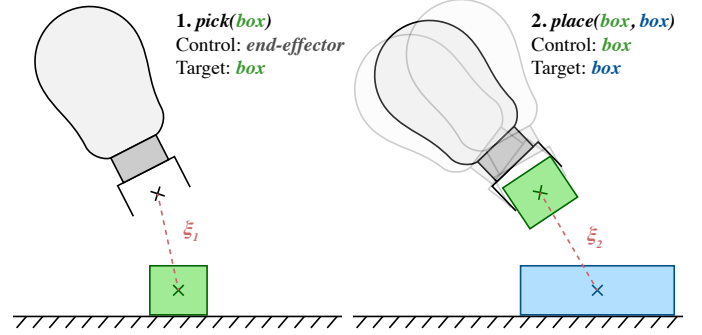 1. pick(box)
Control: end-effector
Target: box
ξ1
2. place(box, box)
Control: box
Target: box
ξ2